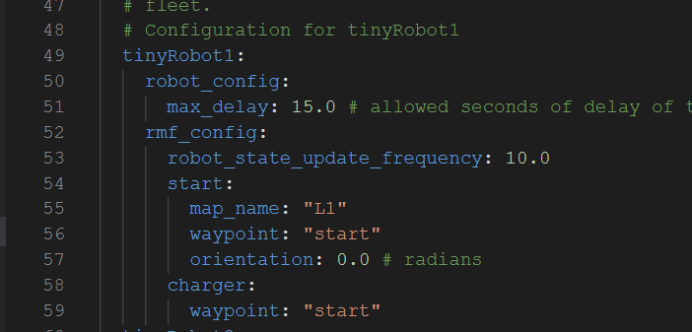 47 # fleet.
48 # Configuration for tinyRobot1
49 tinyRobot1:
50 robot_config:
51 max_delay: 15.0 # allowed seconds of delay of
52 rmf_config:
53 robot_state_update_frequency: 10.0
54 start:
55 map_name: "L1"
56 waypoint: "start"
57 orientation: 0.0 # radians
58 charger:
59 waypoint: "start"